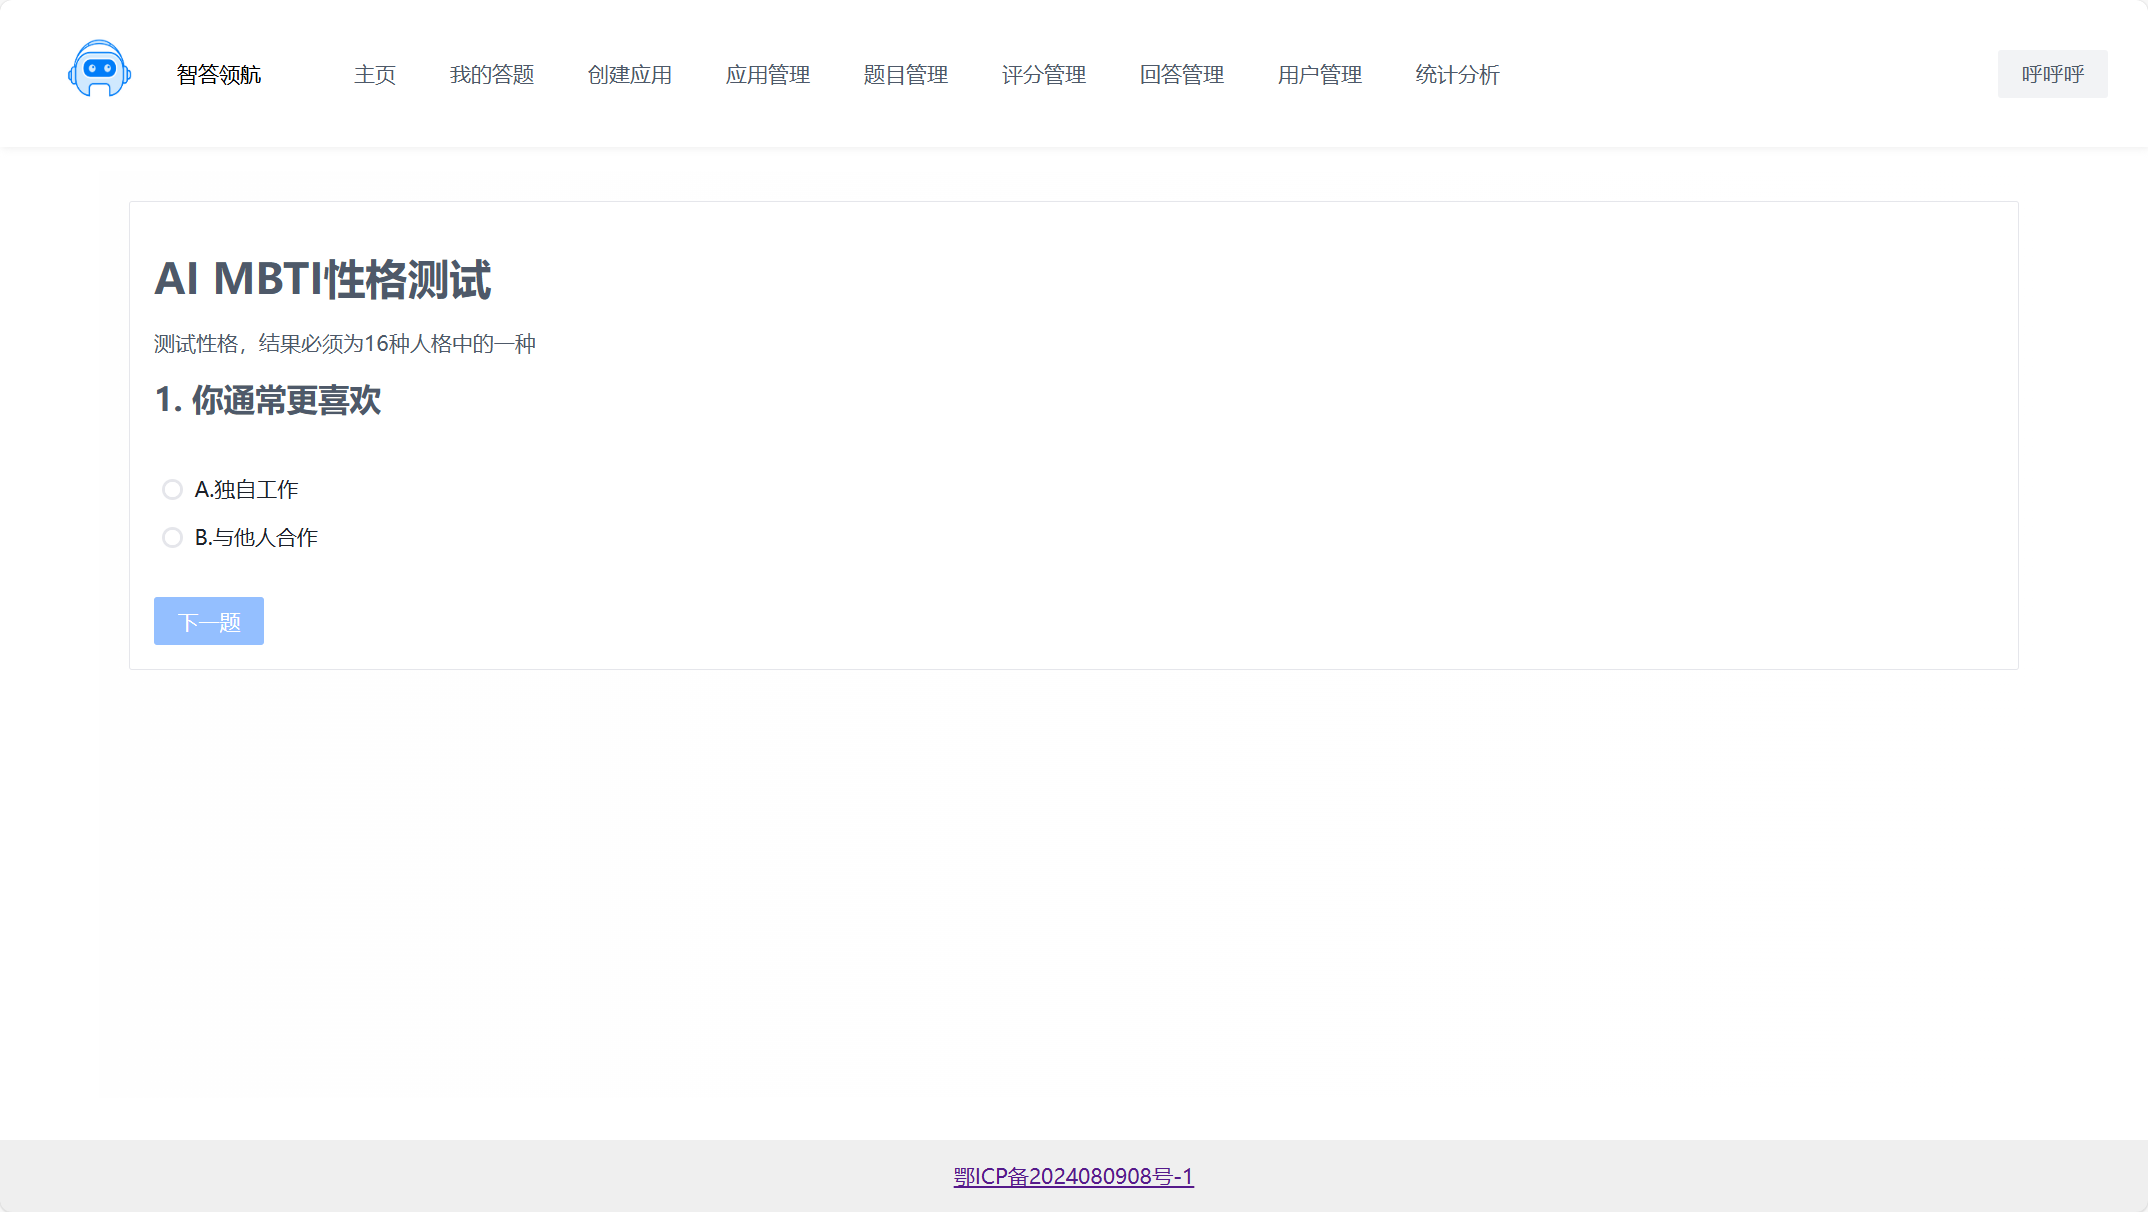 智答领航 主页 我的答题 创建应用 应用管理 题目管理 评分管理 回答管理 用户管理 统计分析 呼呼呼
AI MBTI性格测试
测试性格，结果必须为16种人格中的一种
1. 你通常更喜欢
A.独自工作
B.与他人合作
下一题
鄂ICP备2024080908号-1